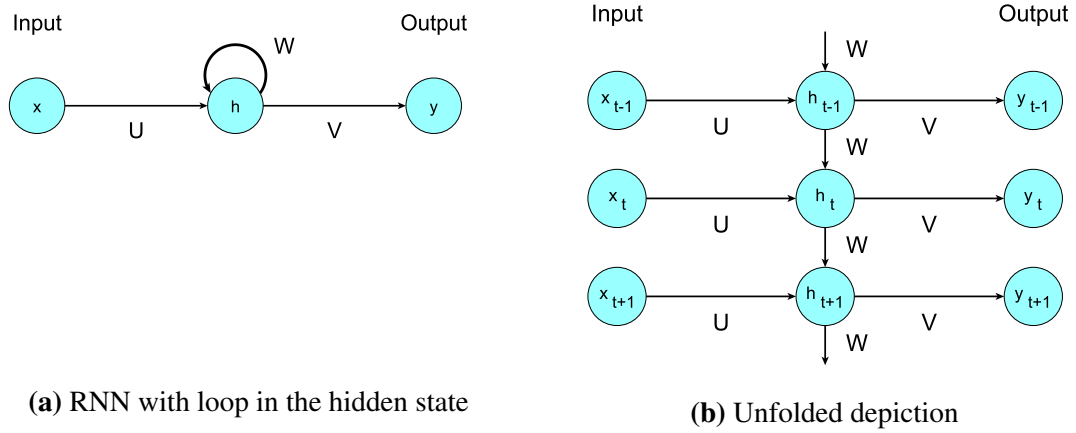 Input
Output
W
x
h
y
U
V
(a) RNN with loop in the hidden state
Input
Output
W
x t-1
h t-1
y t-1
U
V
W
x t
h t
y t
U
V
W
x t+1
h t+1
y t+1
U
V
W
(b) Unfolded depiction